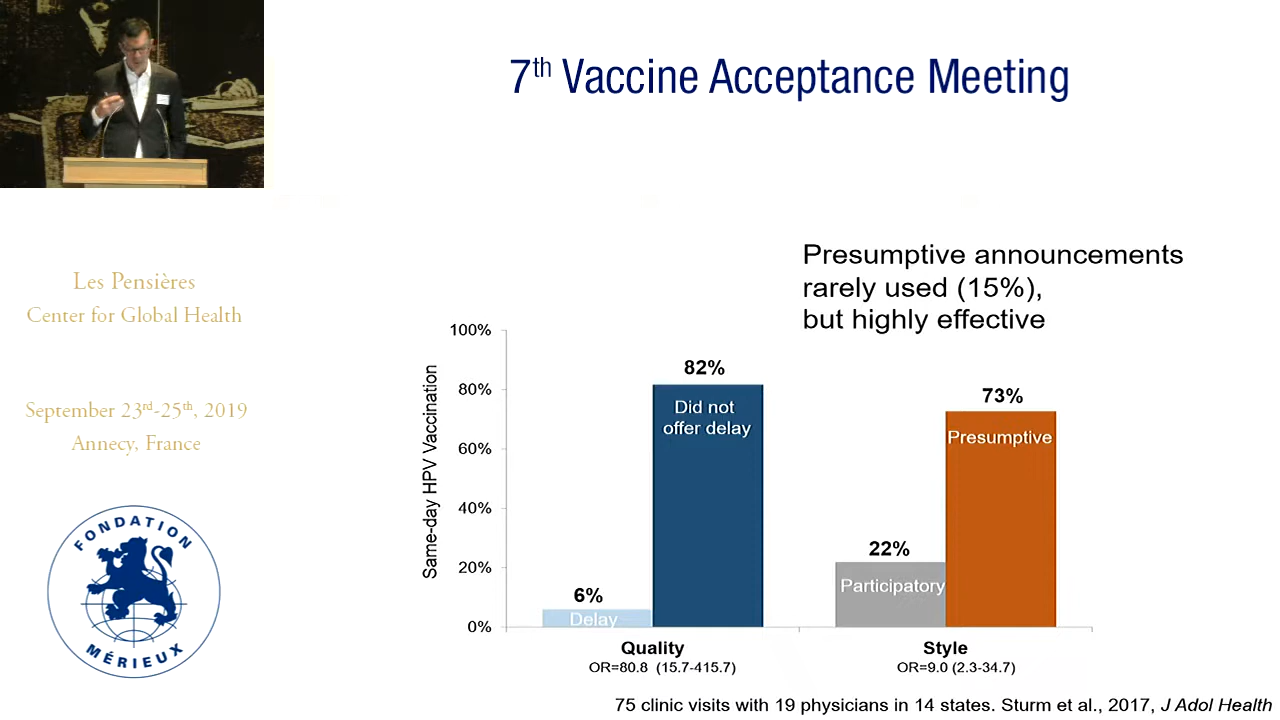 7th Vaccine Acceptance Meeting
Les Pensières
Center for Global Health
September 23rd-25th, 2019
Annecy, France
FONDATION
MÉRIEUX
Presumptive announcements
rarely used (15%),
but highly effective
Same-day HPV Vaccination
100%
80%
60%
40%
20%
0%
6%
Delay
82%
Did not
offer delay
22%
Participatory
73%
Presumptive
Quality
OR=80.8 (15.7-415.7)
Style
OR=9.0 (2.3-34.7)
75 clinic visits with 19 physicians in 14 states. Sturm et al., 2017, J Adol Health